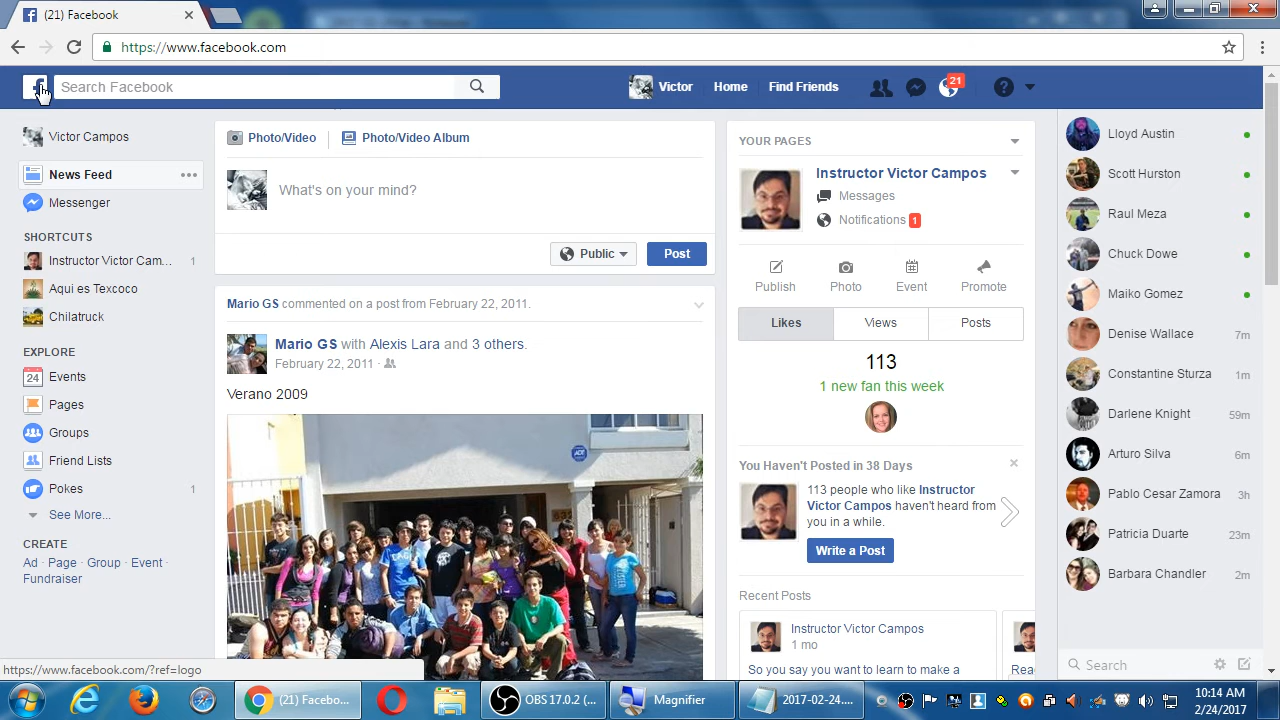 (21) Facebook
https://www.facebook.com
Search Facebook
Victor
Home
Find Friends
21
Victor Campos
News Feed
Messenger
SHORTCUTS
Instructor Victor Cam... 1
Aqui es Texcoco
Chilatruck
EXPLORE
24 Events
Pages
Groups
Friend Lists
Pokes 1
See More...
CREATE
Ad · Page · Group · Event ·
Fundraiser
https://www.facebook.com/?ref=logo
Photo/Video
Photo/Video Album
What's on your mind?
Public
Post
Mario GS commented on a post from February 22, 2011.
Mario GS with Alexis Lara and 3 others.
February 22, 2011 ·
Verano 2009
ADT
YOUR PAGES
Instructor Victor Campos
Messages
Notifications 1
Publish
Photo
Event
Promote
Likes
Views
Posts
113
1 new fan this week
You Haven't Posted in 38 Days
113 people who like Instructor
Victor Campos haven't heard from
you in a while.
Write a Post
Recent Posts
Instructor Victor Campos
1 mo
So you say you want to learn to make a
Rea
Lloyd Austin
Scott Hurston
Raul Meza
Chuck Dowe
Maiko Gomez
Denise Wallace 7m
Constantine Sturza 1m
Darlene Knight 59m
Arturo Silva 6m
Pablo Cesar Zamora 3h
Patricia Duarte 23m
Barbara Chandler 2m
Search
(21) Facebo...
OBS 17.0.2 (...
Magnifier
2017-02-24....
10:14 AM
2/24/2017